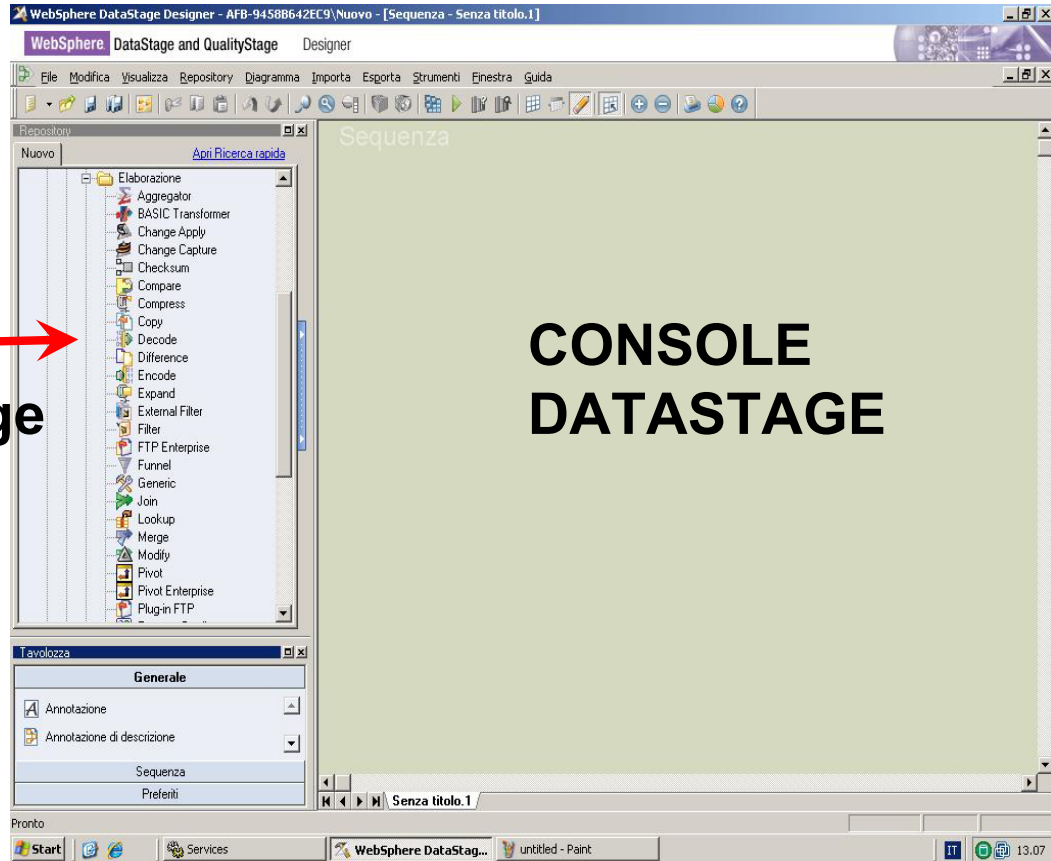 WebSphere DataStage Designer - AFB-9458B642EC9\Nuovo - [Sequenza - Senza titolo.1]
WebSphere. DataStage and QualityStage Designer
File Modifica Visualizza Repository Diagramma Importa Esporta Strumenti Finestra Guida
Repository
Nuovo Apri Ricerca rapida
Elaborazione
Aggregator
BASIC Transformer
Change Apply
Change Capture
Checksum
Compare
Compress
Copy
Decode
Difference
Encode
Expand
External Filter
Filter
FTP Enterprise
Funnel
Generic
Join
Lookup
Merge
Modify
Pivot
Pivot Enterprise
Plug-in FTP
ge
Sequenza
CONSOLE
DATASTAGE
Tavolozza
Generale
Annotazione
Annotazione di descrizione
Sequenza
Preferiti
Senza titolo.1
Pronto
Start Services WebSphere DataStag... untitled - Paint IT 13.07